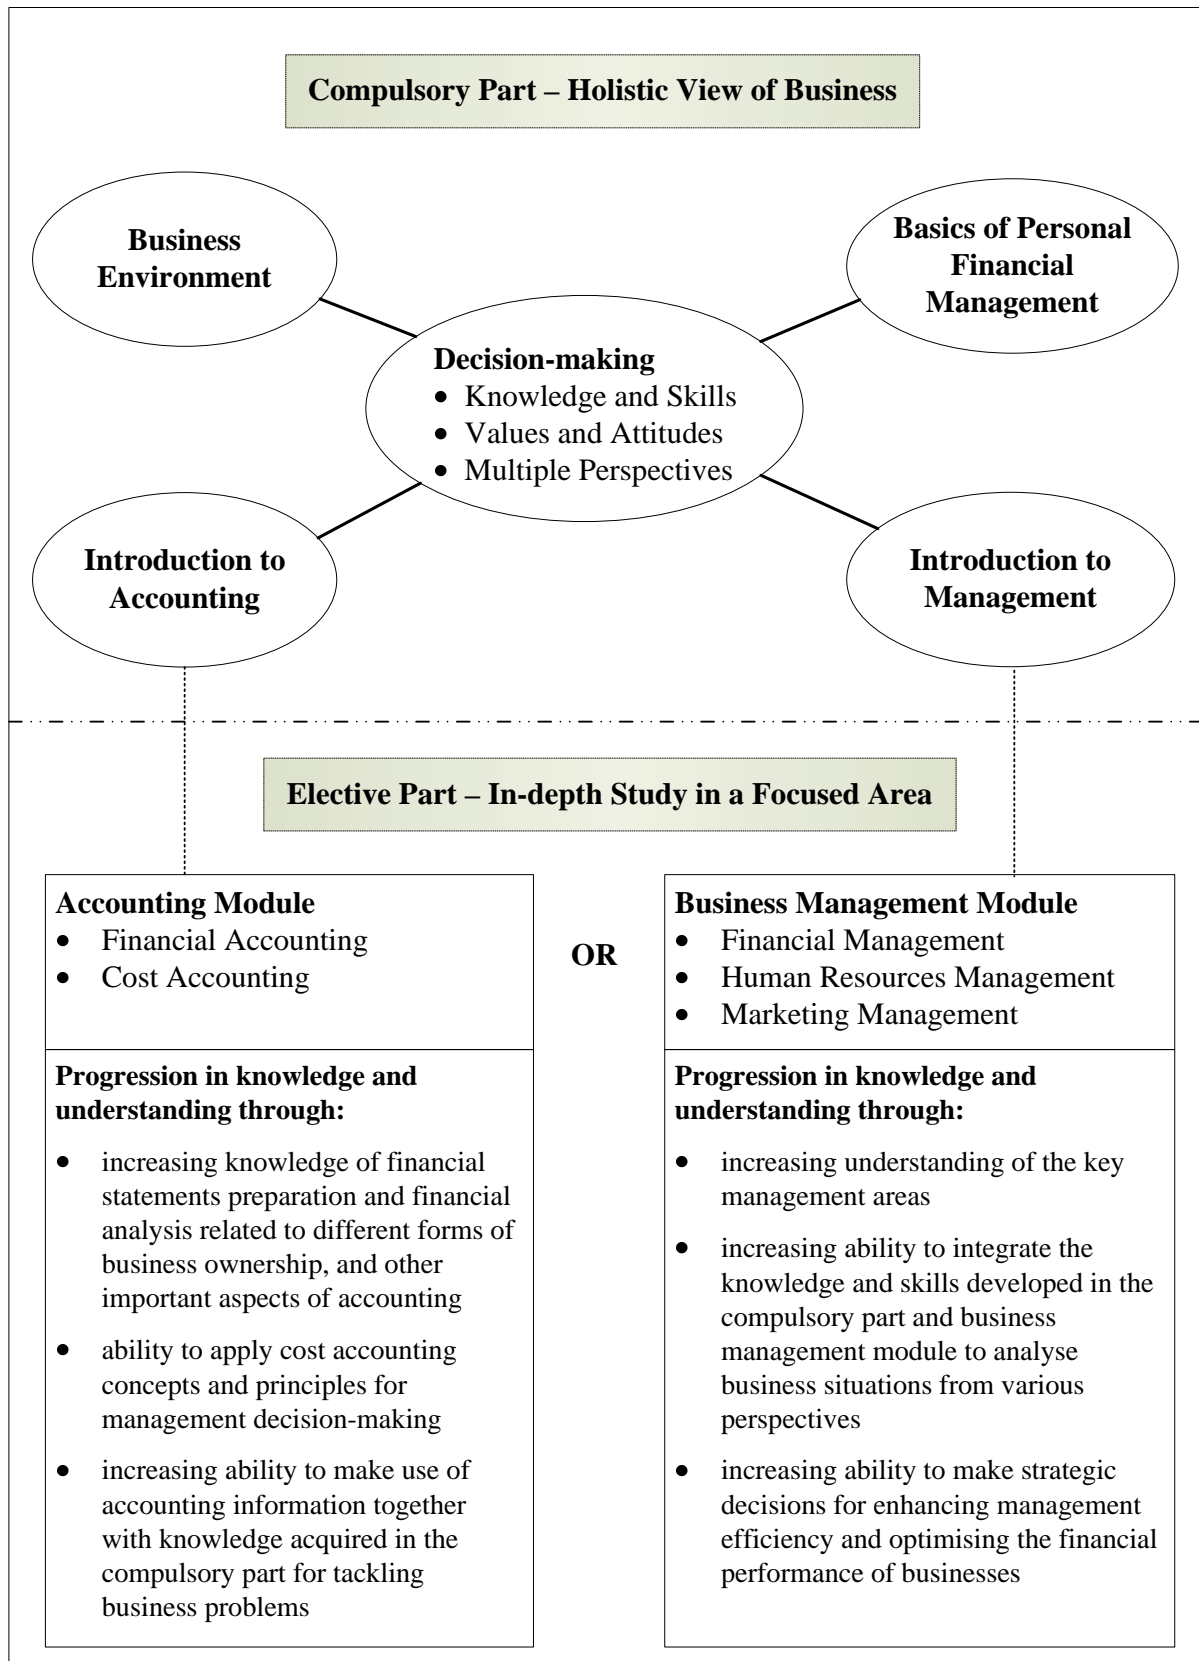 Compulsory Part – Holistic View of Business
Business
Environment
Basics of Personal
Financial
Management
Decision-making
• Knowledge and Skills
• Values and Attitudes
• Multiple Perspectives
Introduction to
Accounting
Introduction to
Management
Elective Part – In-depth Study in a Focused Area
Accounting Module
• Financial Accounting
• Cost Accounting
OR
Business Management Module
• Financial Management
• Human Resources Management
• Marketing Management
Progression in knowledge and
understanding through:
• increasing knowledge of financial
statements preparation and financial
analysis related to different forms of
business ownership, and other
important aspects of accounting
• ability to apply cost accounting
concepts and principles for
management decision-making
• increasing ability to make use of
accounting information together
with knowledge acquired in the
compulsory part for tackling
business problems
Progression in knowledge and
understanding through:
• increasing understanding of the key
management areas
• increasing ability to integrate the
knowledge and skills developed in the
compulsory part and business
management module to analyse
business situations from various
perspectives
• increasing ability to make strategic
decisions for enhancing management
efficiency and optimising the financial
performance of businesses